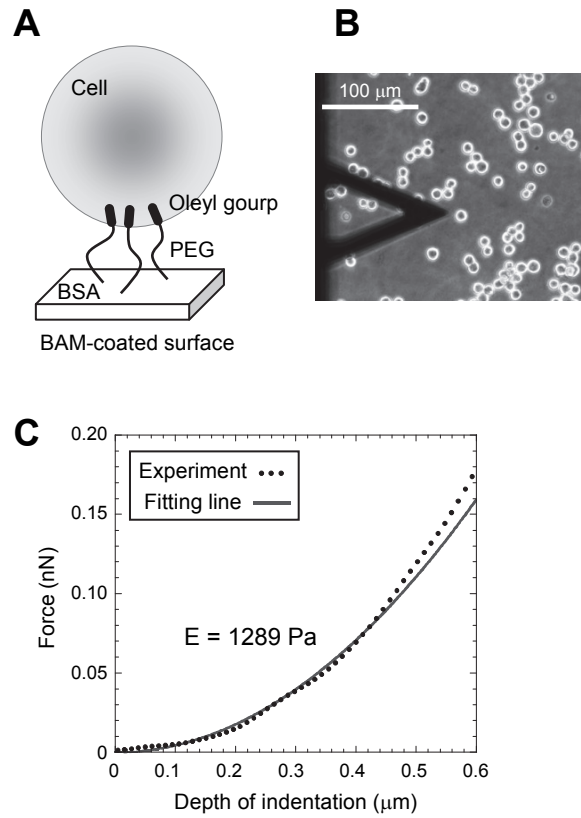 A
Cell
Oleyl gourp
PEG
BSA
BAM-coated surface
B
100 μm
C
0.20
0.15
0.10
0.05
0
0
0.1
0.2
0.3
0.4
0.5
0.6
Experiment
Fitting line
E = 1289 Pa
Force (nN)
Depth of indentation (μm)